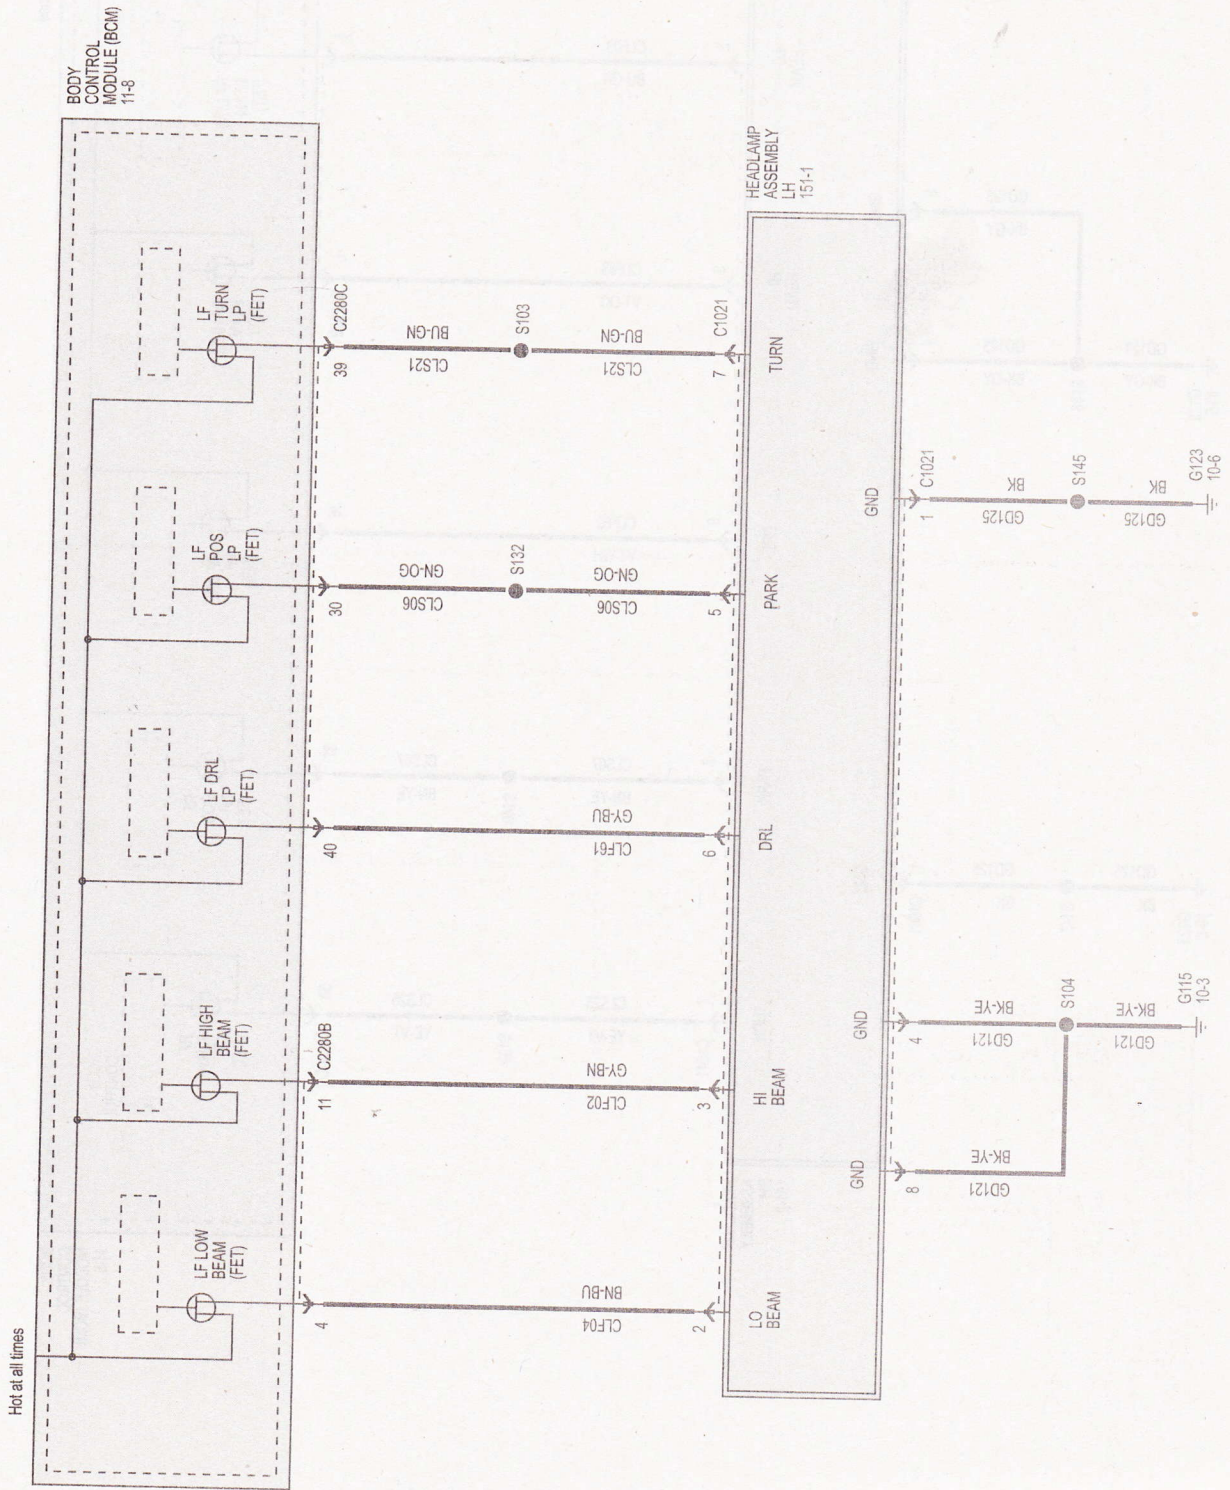 Hot at all times
BODY
CONTROL
MODULE (BCM)
11-8
LF LOW
BEAM
(FET)
LF HIGH
BEAM
(FET)
LF DRL
LP
(FET)
LF
POS
LP
(FET)
LF
TURN
LP
(FET)
4
11
C2280B
40
30
39
C2280C
BN-BU
CLF04
GY-BN
CLF02
GY-BU
CLF61
GN-OG
CLS06
S132
GN-OG
CLS06
BU-GN
CLS21
S103
BU-GN
CLS21
2
3
6
5
7
C1021
HEADLAMP
ASSEMBLY
LH
151-1
LO
BEAM
HI
BEAM
DRL
PARK
TURN
GND
GND
GND
8
4
1
C1021
BK-YE
GD121
BK-YE
GD121
S104
BK-YE
GD121
G115
10-3
BK
GD125
S145
BK
GD125
G123
10-6